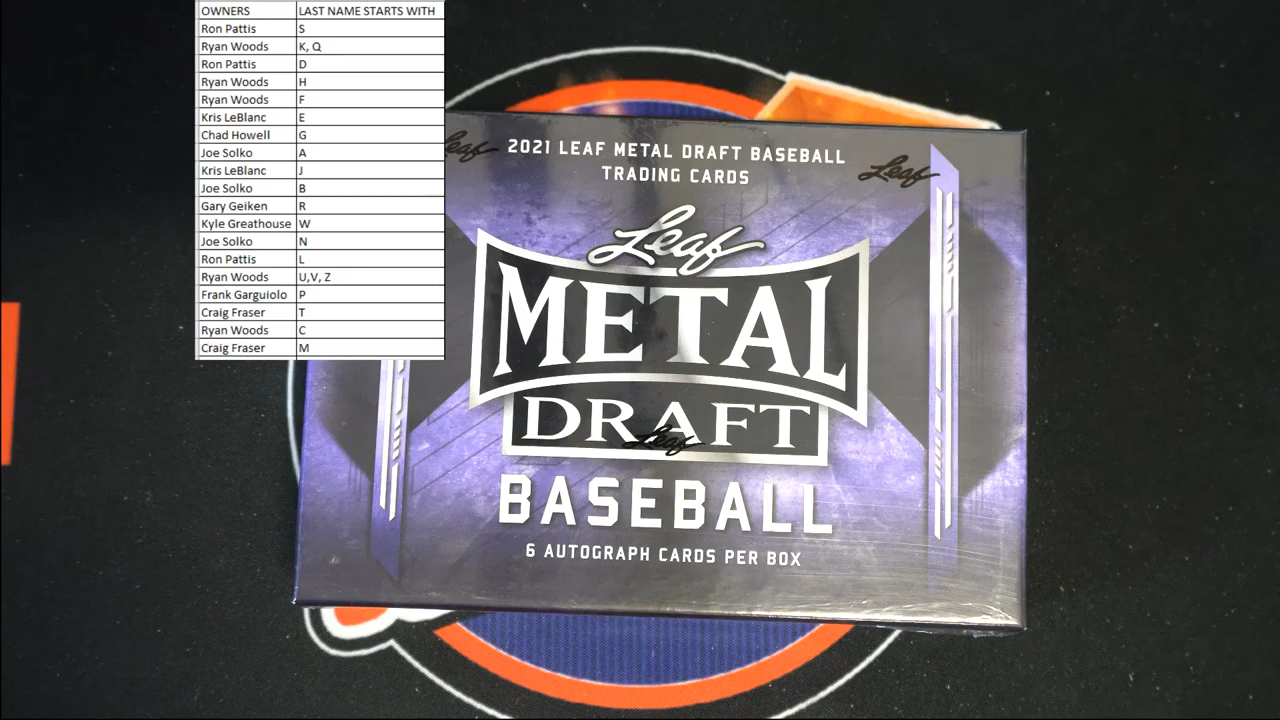 OWNERS LAST NAME STARTS WITH
Ron Pattis S
Ryan Woods K, Q
Ron Pattis D
Ryan Woods H
Ryan Woods F
Kris LeBlanc E
Chad Howell G
Joe Solko A
Kris LeBlanc J
Joe Solko B
Gary Geiken R
Kyle Greathouse W
Joe Solko N
Ron Pattis L
Ryan Woods U,V, Z
Frank Garguiolo P
Craig Fraser T
Ryan Woods C
Craig Fraser M
Leaf
2021 LEAF METAL DRAFT BASEBALL
TRADING CARDS
Leaf
Leaf
METAL
DRAFT
Leaf
BASEBALL
6 AUTOGRAPH CARDS PER BOX